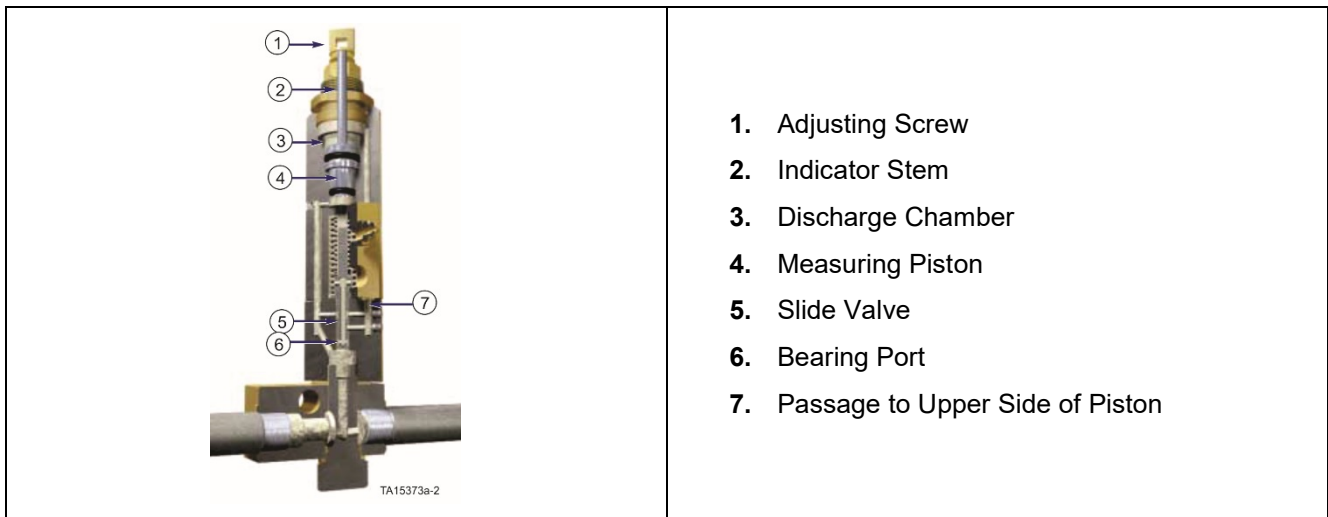 1
2
3
4
5
6
7
TA15373a-2
1. Adjusting Screw
2. Indicator Stem
3. Discharge Chamber
4. Measuring Piston
5. Slide Valve
6. Bearing Port
7. Passage to Upper Side of Piston